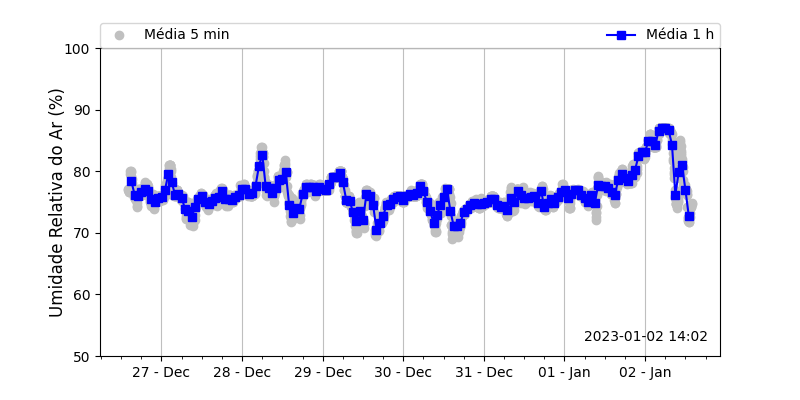 Média 5 min
Média 1 h
Umidade Relativa do Ar (%)
100
90
80
70
60
50
2023-01-02 14:02
27 - Dec
28 - Dec
29 - Dec
30 - Dec
31 - Dec
01 - Jan
02 - Jan